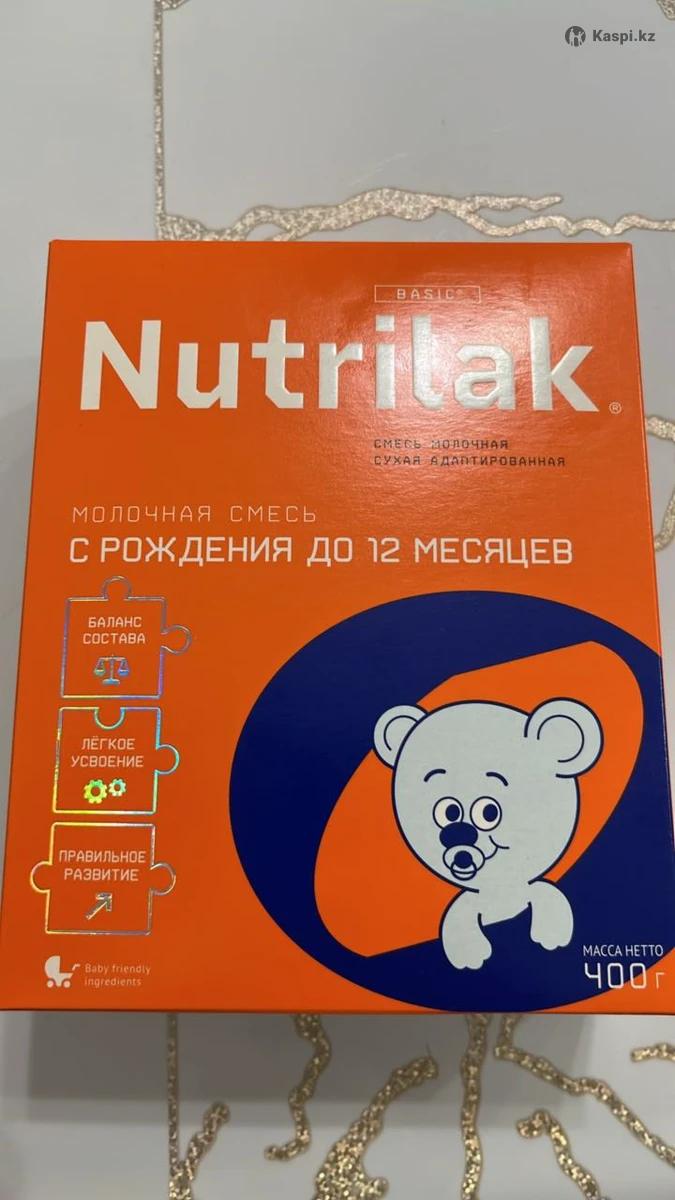 Kaspi.kz
BASIC®
Nutrilak®
СМЕСЬ МОЛОЧНАЯ
СУХАЯ АДАПТИРОВАННАЯ
МОЛОЧНАЯ СМЕСЬ
С РОЖДЕНИЯ ДО 12 МЕСЯЦЕВ
БАЛАНС
СОСТАВА
ЛЁГКОЕ
УСВОЕНИЕ
ПРАВИЛЬНОЕ
РАЗВИТИЕ
Baby friendly
ingredients
МАССА НЕТТО
400 г